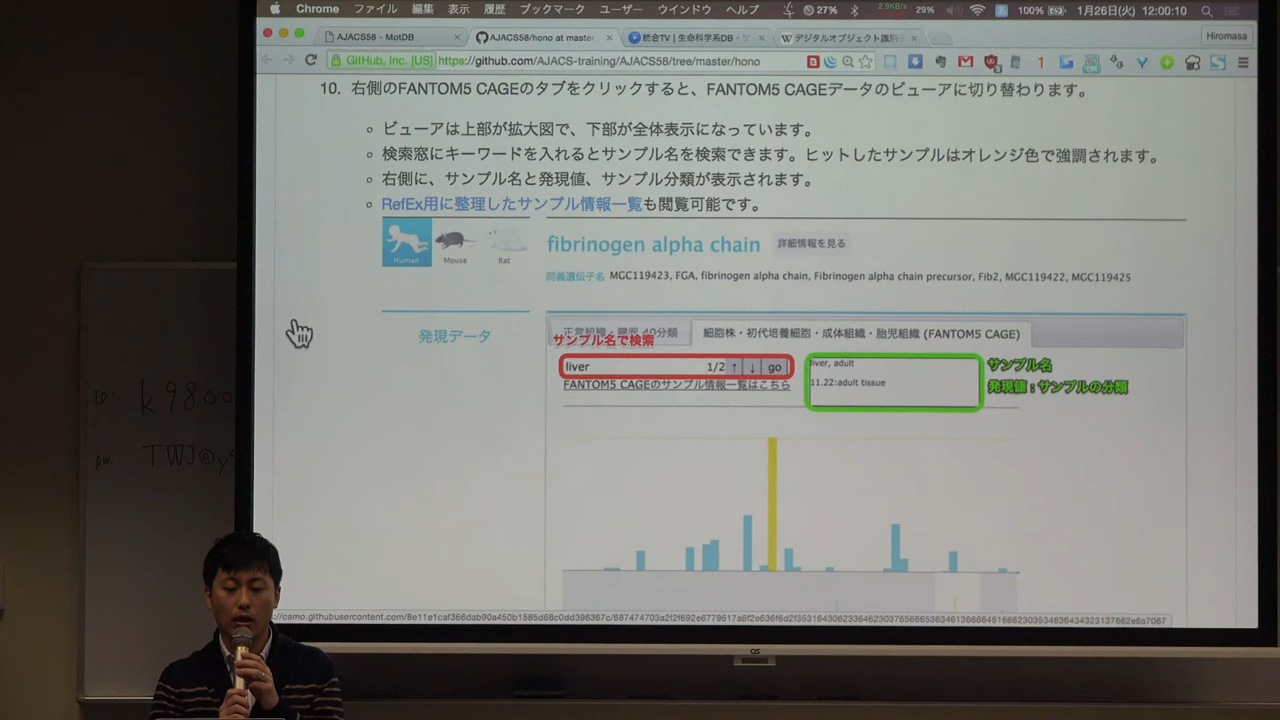 Chrome ファイル 編集 表示 履歴 ブックマーク ユーザー ウインドウ ヘルプ 27% 2.9KB/s 29% 100% 1月26日(火) 12:00:10
AJACS58 - MotDB AJACS58/hono at master 統合TV | 生命科学系DB・ツ デジタルオブジェクト識別子 Hiromasa
GitHub, Inc. [US] https://github.com/AJACS-training/AJACS58/tree/master/hono
10. 右側のFANTOM5 CAGEのタブをクリックすると、FANTOM5 CAGEデータのビューアに切り替わります。
ビューアは上部が拡大図で、下部が全体表示になっています。
検索窓にキーワードを入れるとサンプル名を検索できます。ヒットしたサンプルはオレンジ色で強調されます。
右側に、サンプル名と発現値、サンプル分類が表示されます。
RefEx用に整理したサンプル情報一覧も閲覧可能です。
Human Mouse Rat
fibrinogen alpha chain 詳細情報を見る
同義遺伝子名 MGC119423, FGA, fibrinogen alpha chain, Fibrinogen alpha chain precursor, Fib2, MGC119422, MGC119425
発現データ
正常組織・臓器 40分類 細胞株・初代培養細胞・成体組織・胎児組織 (FANTOM5 CAGE)
サンプル名で検索
liver 1/2 ↑ ↓ go
FANTOM5 CAGEのサンプル情報一覧はこちら
liver, adult
11.22:adult tissue
サンプル名
発現値：サンプルの分類
ID: k9800
pw. TWJ@y